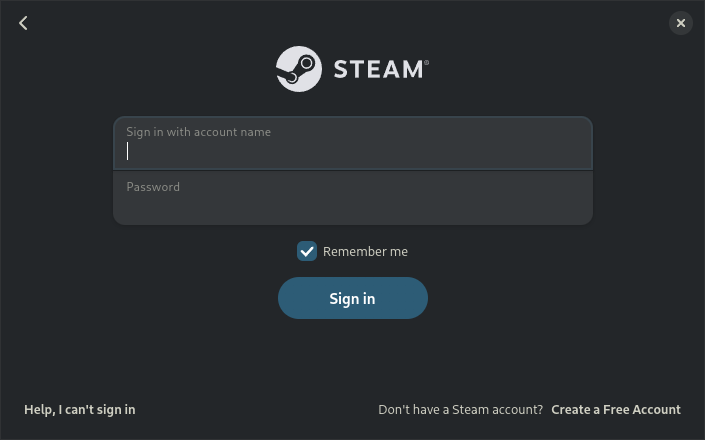 STEAM®
Sign in with account name
Password
Remember me
Sign in
Help, I can't sign in
Don't have a Steam account? Create a Free Account